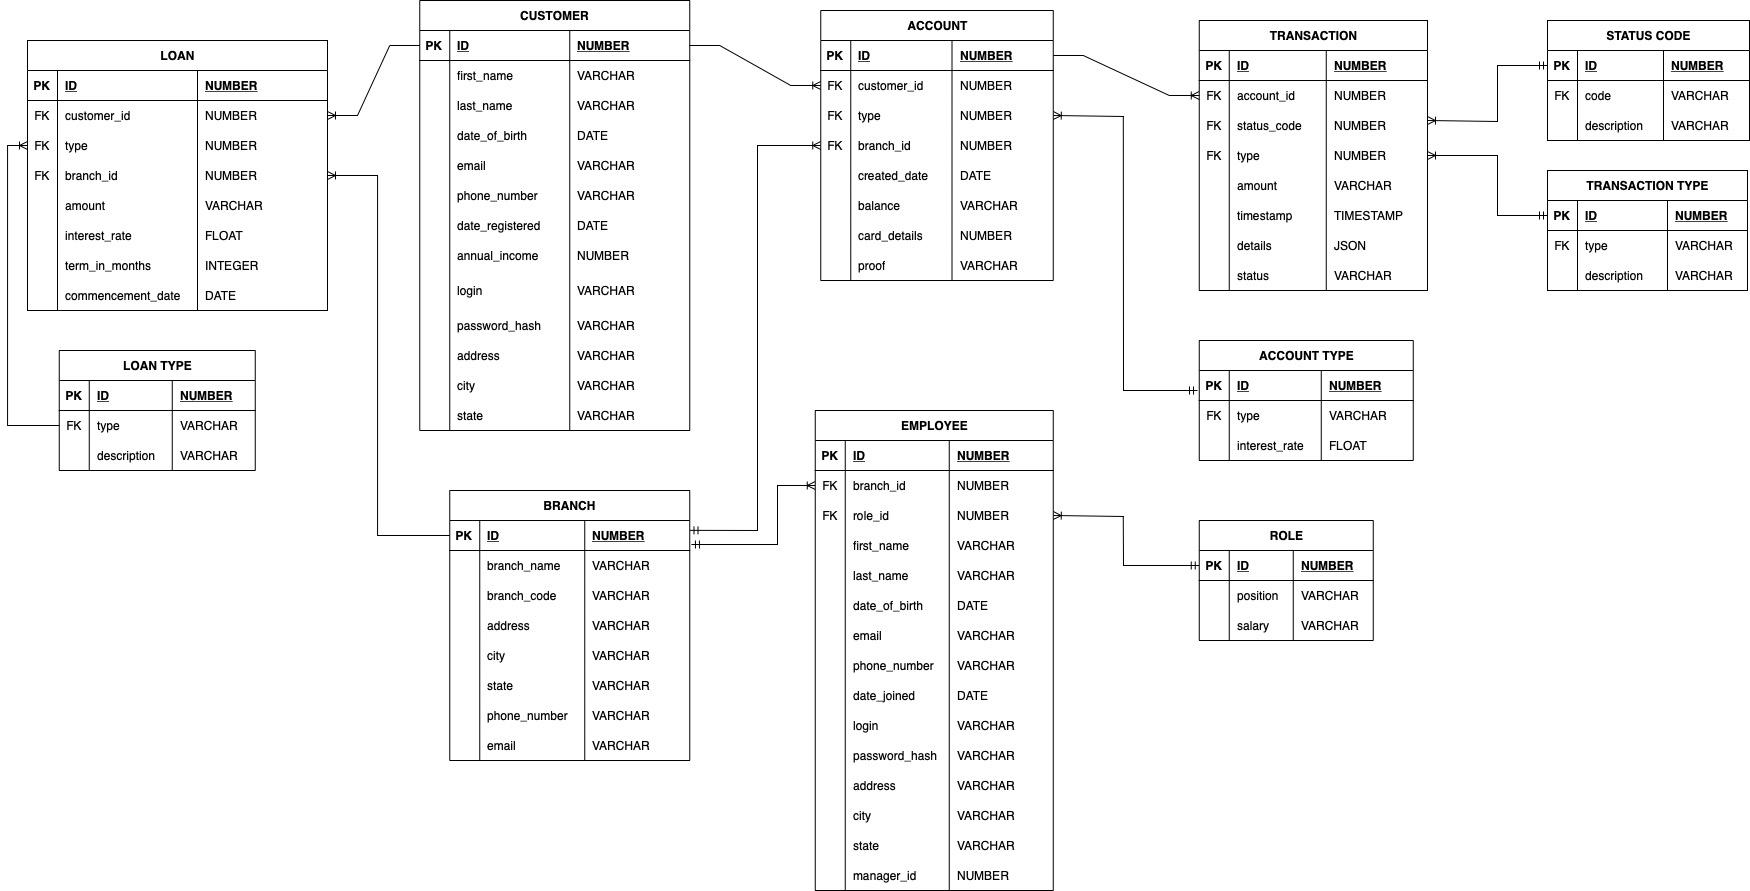 LOAN
PK ID NUMBER
FK customer_id NUMBER
FK type NUMBER
FK branch_id NUMBER
amount VARCHAR
interest_rate FLOAT
term_in_months INTEGER
commencement_date DATE
LOAN TYPE
PK ID NUMBER
FK type VARCHAR
description VARCHAR
CUSTOMER
PK ID NUMBER
first_name VARCHAR
last_name VARCHAR
date_of_birth DATE
email VARCHAR
phone_number VARCHAR
date_registered DATE
annual_income NUMBER
login VARCHAR
password_hash VARCHAR
address VARCHAR
city VARCHAR
state VARCHAR
BRANCH
PK ID NUMBER
branch_name VARCHAR
branch_code VARCHAR
address VARCHAR
city VARCHAR
state VARCHAR
phone_number VARCHAR
email VARCHAR
ACCOUNT
PK ID NUMBER
FK customer_id NUMBER
FK type NUMBER
FK branch_id NUMBER
created_date DATE
balance VARCHAR
card_details NUMBER
proof VARCHAR
EMPLOYEE
PK ID NUMBER
FK branch_id NUMBER
FK role_id NUMBER
first_name VARCHAR
last_name VARCHAR
date_of_birth DATE
email VARCHAR
phone_number VARCHAR
date_joined DATE
login VARCHAR
password_hash VARCHAR
address VARCHAR
city VARCHAR
state VARCHAR
manager_id NUMBER
TRANSACTION
PK ID NUMBER
FK account_id NUMBER
FK status_code NUMBER
FK type NUMBER
amount VARCHAR
timestamp TIMESTAMP
details JSON
status VARCHAR
ACCOUNT TYPE
PK ID NUMBER
FK type VARCHAR
interest_rate FLOAT
ROLE
PK ID NUMBER
position VARCHAR
salary VARCHAR
STATUS CODE
PK ID NUMBER
FK code VARCHAR
description VARCHAR
TRANSACTION TYPE
PK ID NUMBER
FK type VARCHAR
description VARCHAR